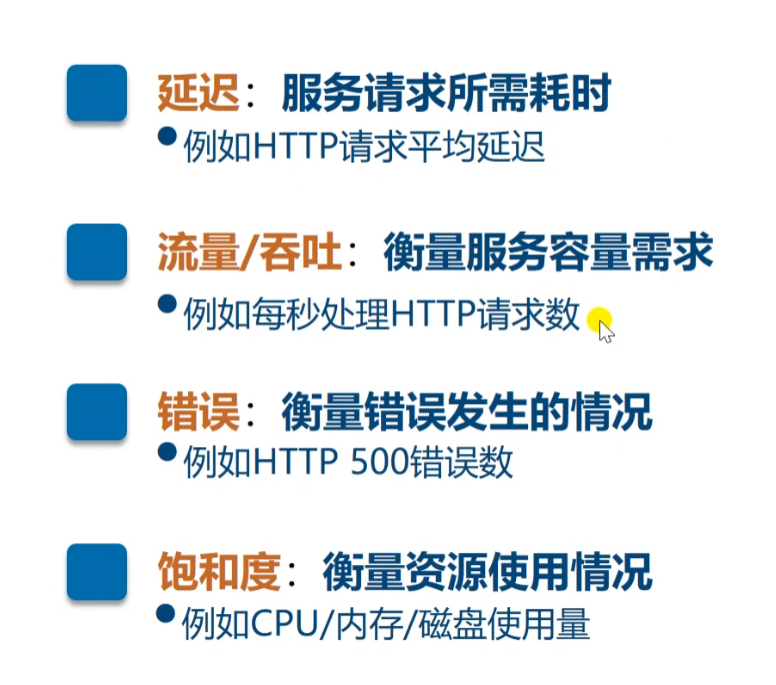 延迟：服务请求所需耗时
例如HTTP请求平均延迟
流量/吞吐：衡量服务容量需求
例如每秒处理HTTP请求数
错误：衡量错误发生的情况
例如HTTP 500错误数
饱和度：衡量资源使用情况
例如CPU/内存/磁盘使用量